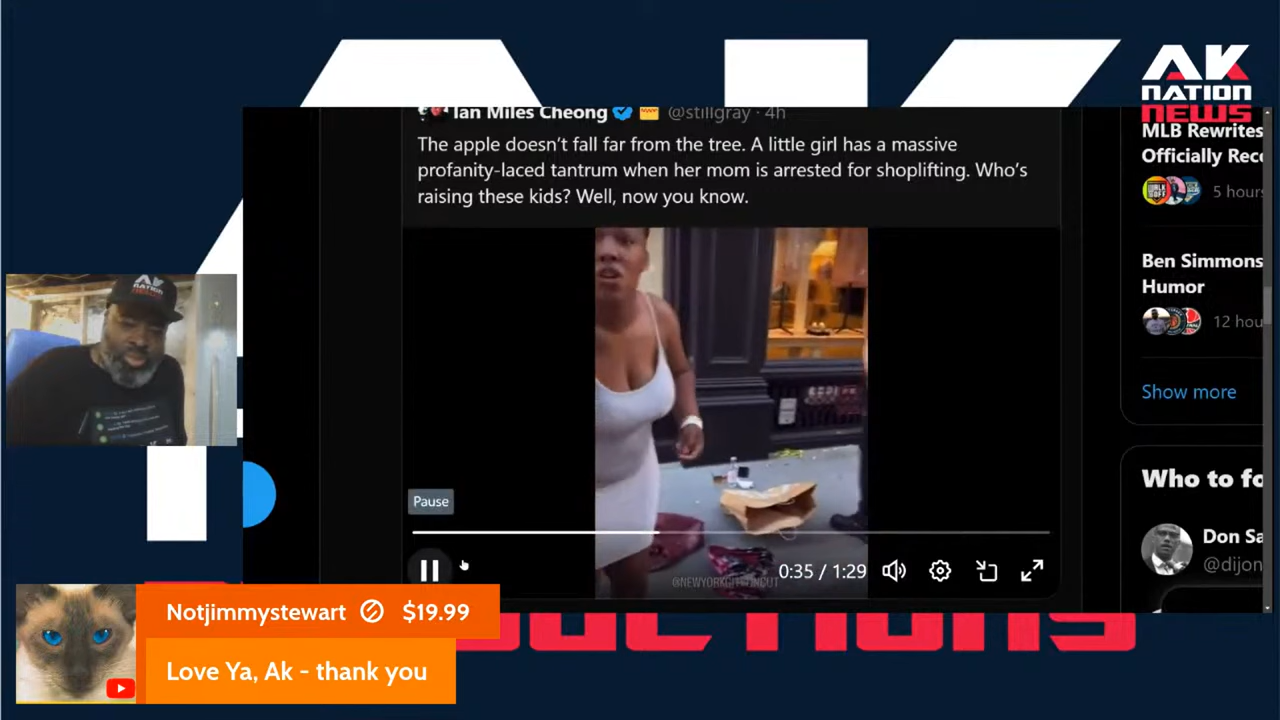 AK
NATION
NEWS
Ian Miles Cheong @stillgray · 4h
The apple doesn't fall far from the tree. A little girl has a massive
profanity-laced tantrum when her mom is arrested for shoplifting. Who's
raising these kids? Well, now you know.
MLB Rewrites
Officially Rec
5 hours
Ben Simmons
Humor
12 hou
Show more
Who to fo
Don Sa
@dijon
Pause
0:35 / 1:29
Notjimmystewart $19.99
Love Ya, Ak - thank you